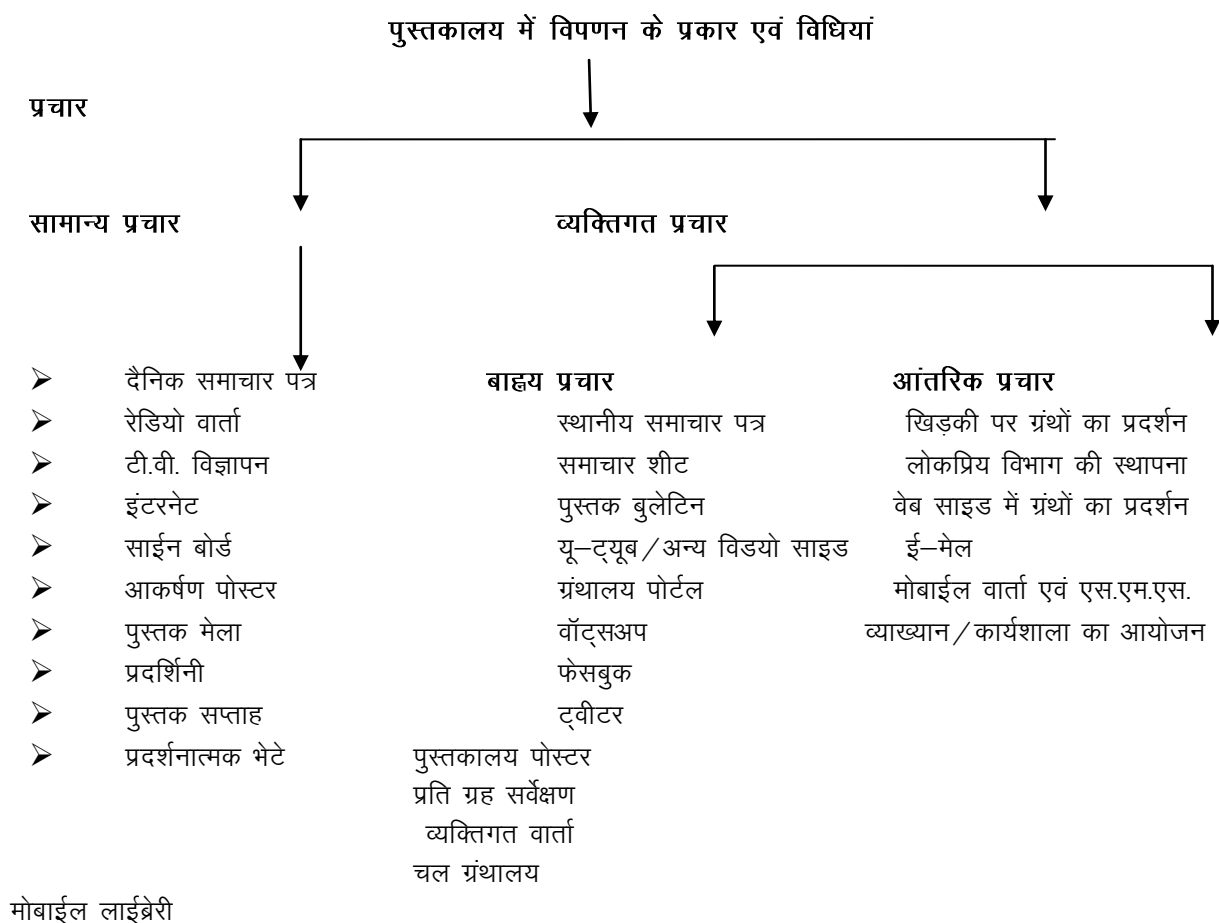 पुस्तकालय में विपणन के प्रकार एवं विधियां
प्रचार
सामान्य प्रचार व्यक्तिगत प्रचार
➢ दैनिक समाचार पत्र बाह्रय प्रचार आंतरिक प्रचार
➢ रेडियो वार्ता स्थानीय समाचार पत्र खिड़की पर ग्रंथों का प्रदर्शन
➢ टी.वी. विज्ञापन समाचार शीट लोकप्रिय विभाग की स्थापना
➢ इंटरनेट पुस्तक बुलेटिन वेब साइड में ग्रंथों का प्रदर्शन
➢ साईन बोर्ड यू–ट्यूब/अन्य विडयो साइड ई–मेल
➢ आकर्षण पोस्टर ग्रंथालय पोर्टल मोबाईल वार्ता एवं एस.एम.एस.
➢ पुस्तक मेला वॉट्सअप व्याख्यान/कार्यशाला का आयोजन
➢ प्रदर्शिनी फेसबुक
➢ पुस्तक सप्ताह ट्वीटर
➢ प्रदर्शनात्मक भेटे पुस्तकालय पोस्टर
प्रति ग्रह सर्वेक्षण
व्यक्तिगत वार्ता
चल ग्रंथालय
मोबाईल लाईब्रेरी